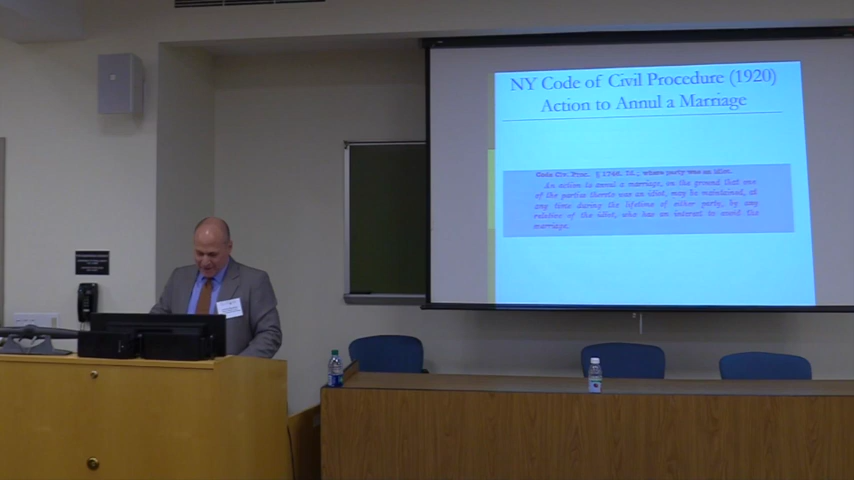 NY Code of Civil Procedure (1920)
Action to Annul a Marriage
Code Civ. Proc. § 1746. Id.; where party was an idiot.
An action to annul a marriage, on the ground that one
of the parties thereto was an idiot, may be maintained, at
any time during the lifetime of either party, by any
relative of the idiot, who has an interest to avoid the
marriage.